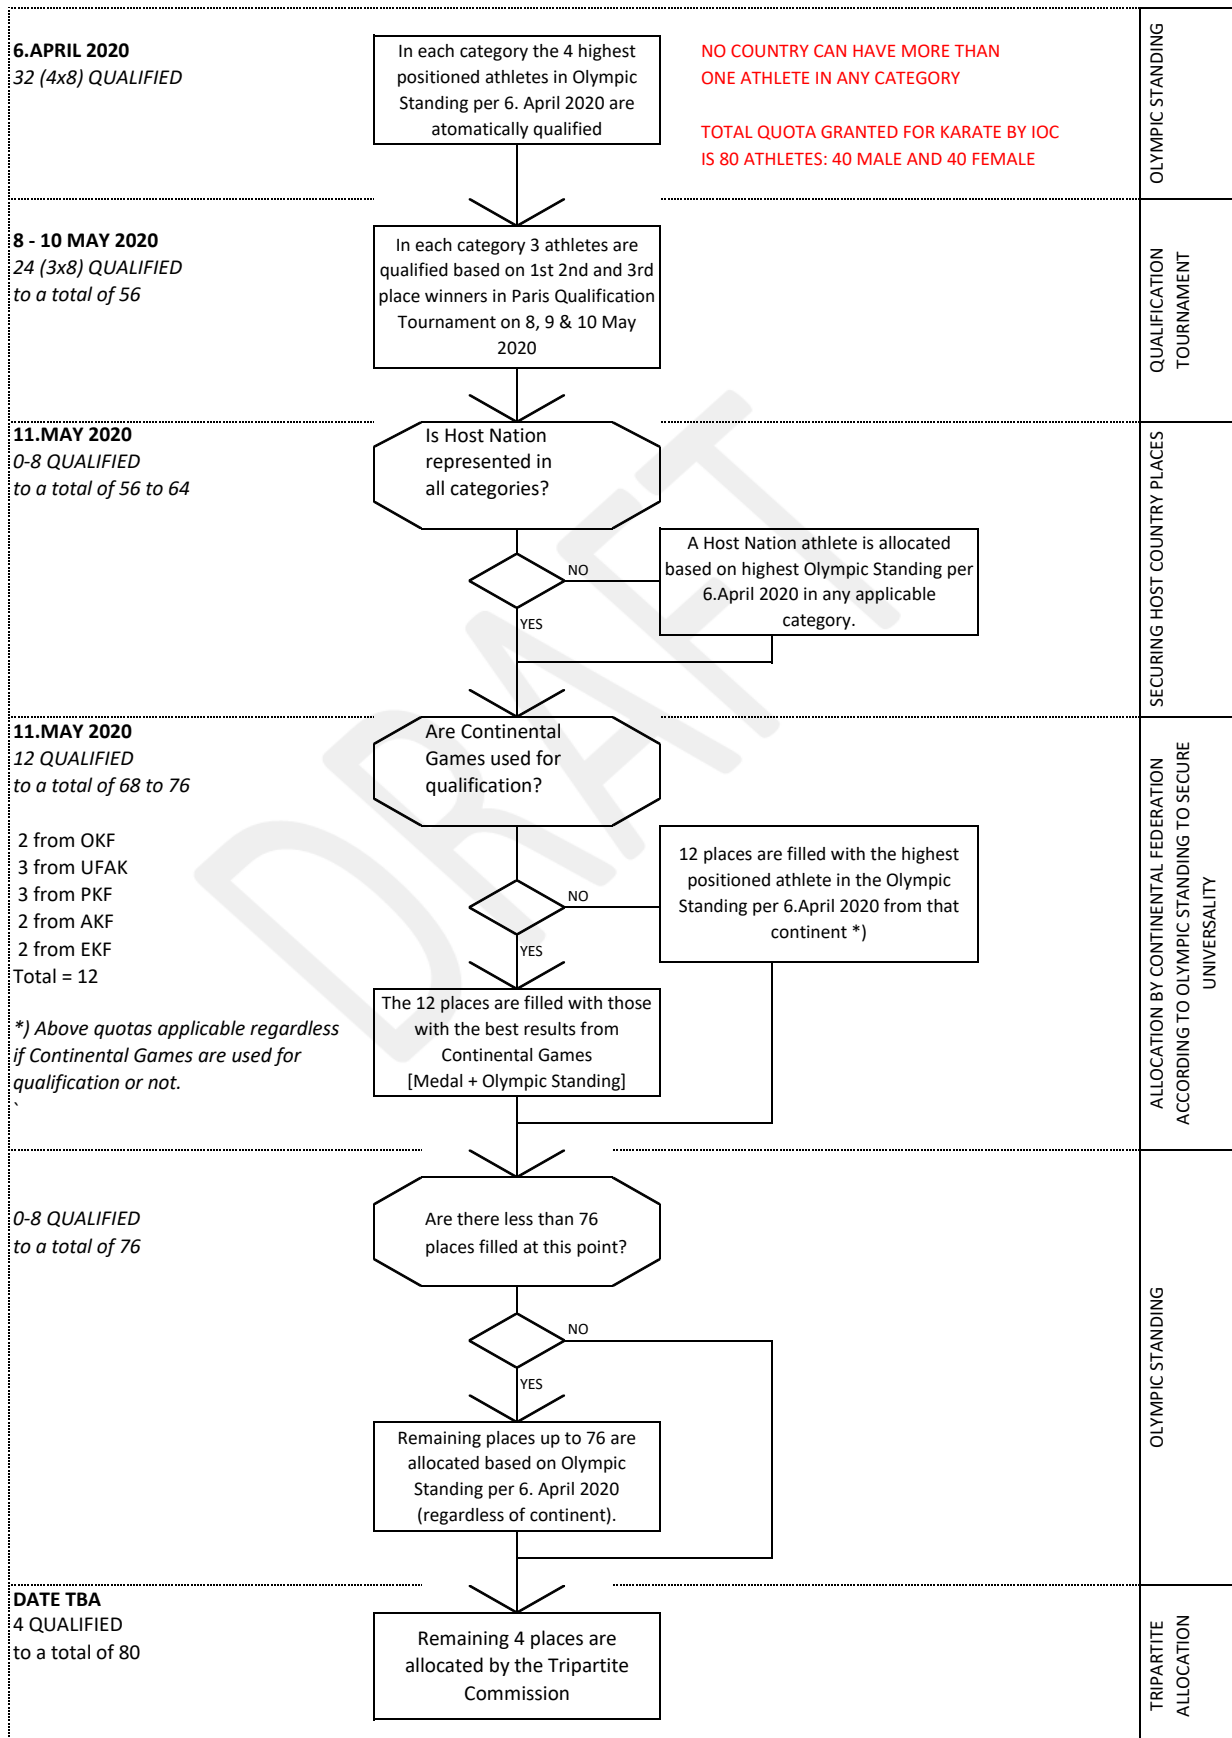 6.APRIL 2020
32 (4x8) QUALIFIED
In each category the 4 highest
positioned athletes in Olympic
Standing per 6. April 2020 are
atomatically qualified
NO COUNTRY CAN HAVE MORE THAN
ONE ATHLETE IN ANY CATEGORY
TOTAL QUOTA GRANTED FOR KARATE BY IOC
IS 80 ATHLETES: 40 MALE AND 40 FEMALE
OLYMPIC STANDING
8 - 10 MAY 2020
24 (3x8) QUALIFIED
to a total of 56
In each category 3 athletes are
qualified based on 1st 2nd and 3rd
place winners in Paris Qualification
Tournament on 8, 9 & 10 May
2020
QUALIFICATION
TOURNAMENT
11.MAY 2020
0-8 QUALIFIED
to a total of 56 to 64
Is Host Nation
represented in
all categories?
NO
YES
A Host Nation athlete is allocated
based on highest Olympic Standing per
6.April 2020 in any applicable
category.
SECURING HOST COUNTRY PLACES
11.MAY 2020
12 QUALIFIED
to a total of 68 to 76
2 from OKF
3 from UFAK
3 from PKF
2 from AKF
2 from EKF
Total = 12
*) Above quotas applicable regardless
if Continental Games are used for
qualification or not.
`
Are Continental
Games used for
qualification?
NO
YES
12 places are filled with the highest
positioned athlete in the Olympic
Standing per 6.April 2020 from that
continent *)
The 12 places are filled with those
with the best results from
Continental Games
[Medal + Olympic Standing]
ALLOCATION BY CONTINENTAL FEDERATION
ACCORDING TO OLYMPIC STANDING TO SECURE
UNIVERSALITY
0-8 QUALIFIED
to a total of 76
Are there less than 76
places filled at this point?
NO
YES
Remaining places up to 76 are
allocated based on Olympic
Standing per 6. April 2020
(regardless of continent).
OLYMPIC STANDING
DATE TBA
4 QUALIFIED
to a total of 80
Remaining 4 places are
allocated by the Tripartite
Commission
TRIPARTITE
ALLOCATION
DRAFT